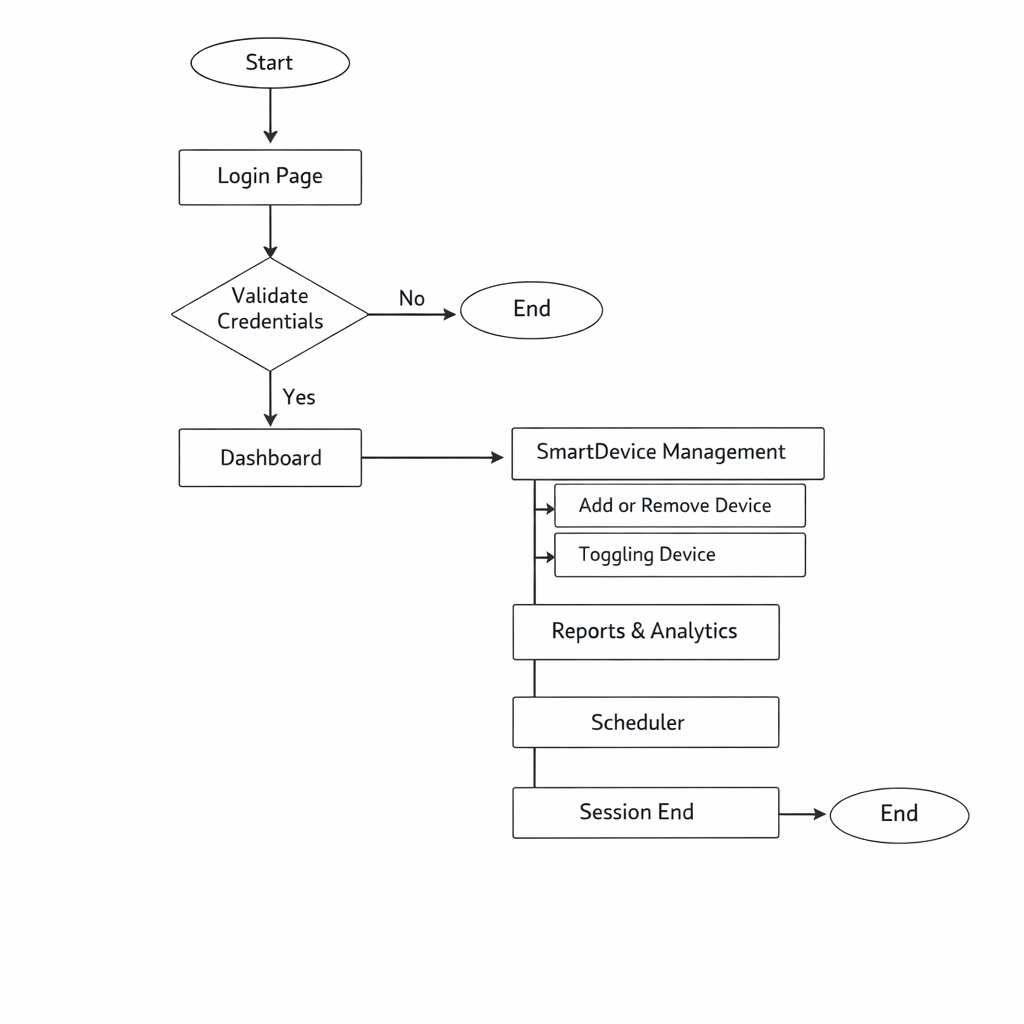 Start
Login Page
Validate
Credentials
No
End
Yes
Dashboard
SmartDevice Management
Add or Remove Device
Toggling Device
Reports & Analytics
Scheduler
Session End
End